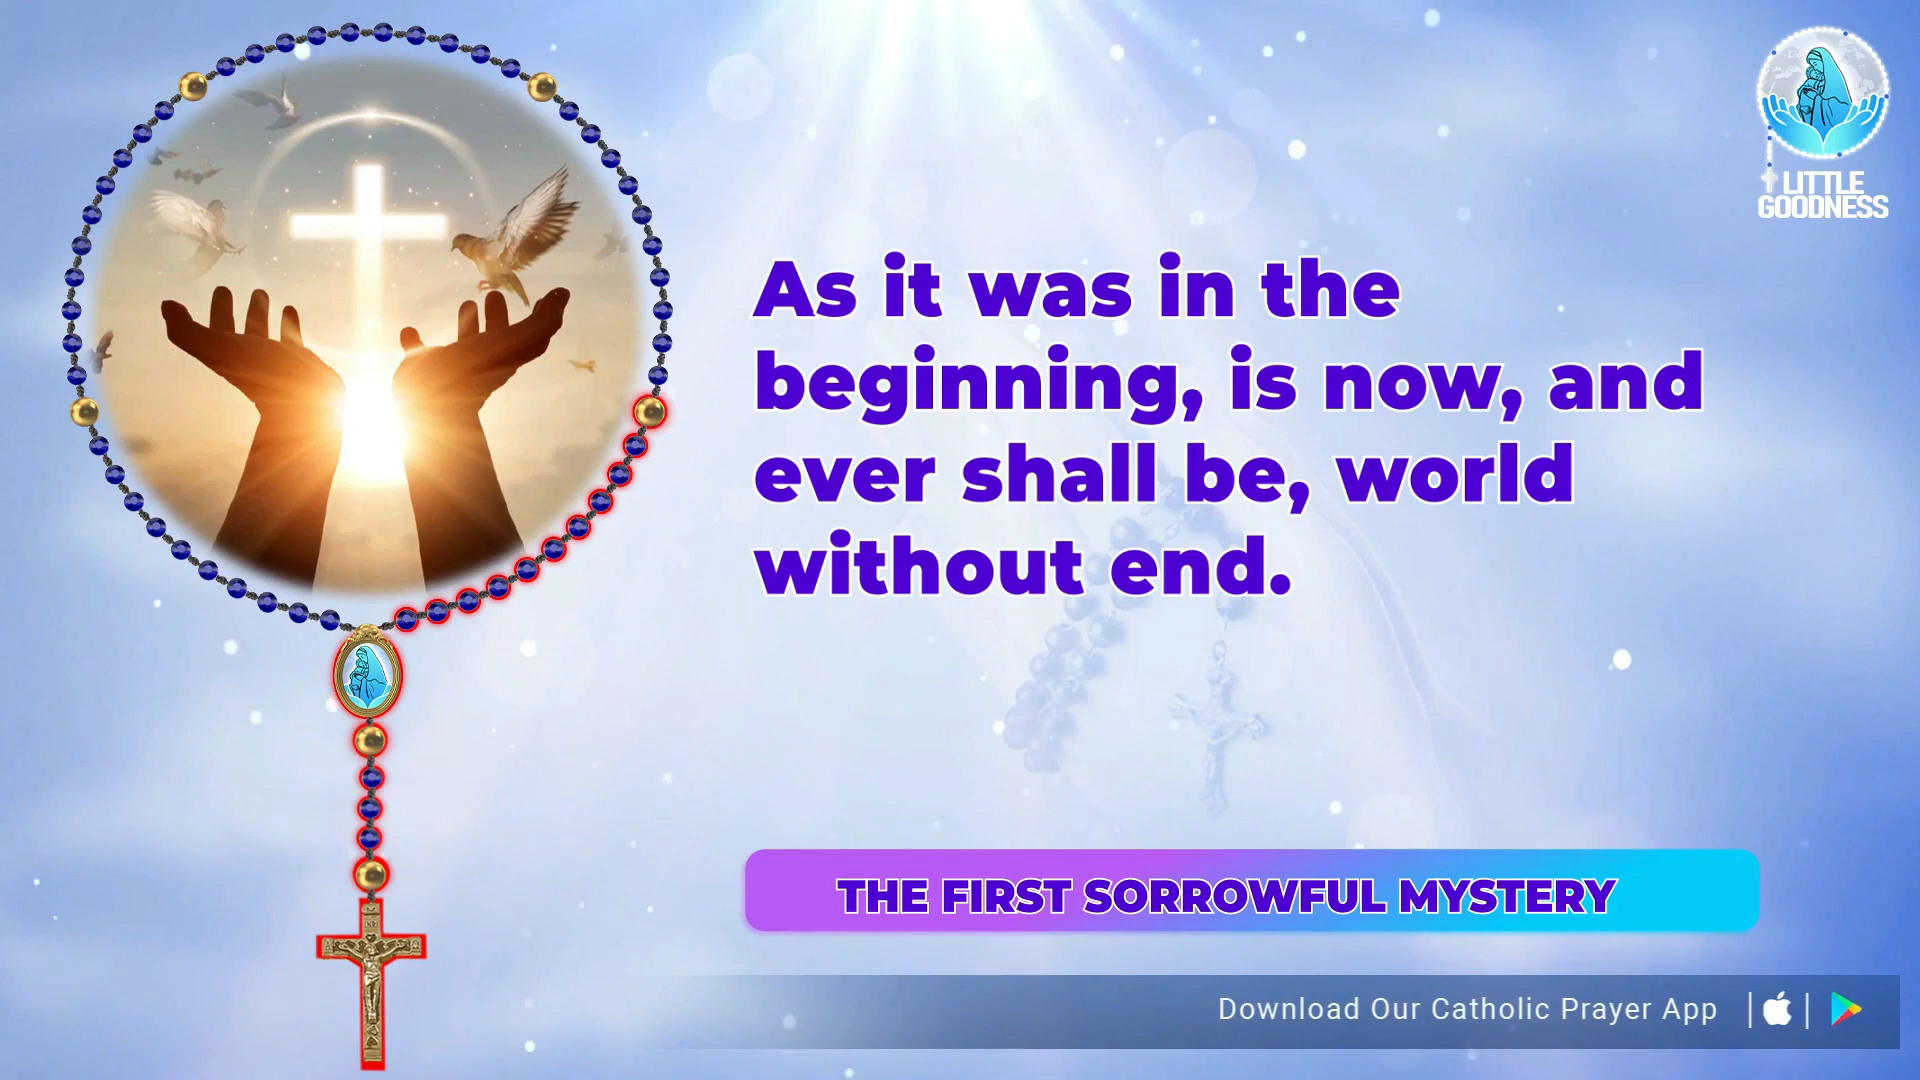 LITTLE
GOODNESS
As it was in the
beginning, is now, and
ever shall be, world
without end.
THE FIRST SORROWFUL MYSTERY
Download Our Catholic Prayer App